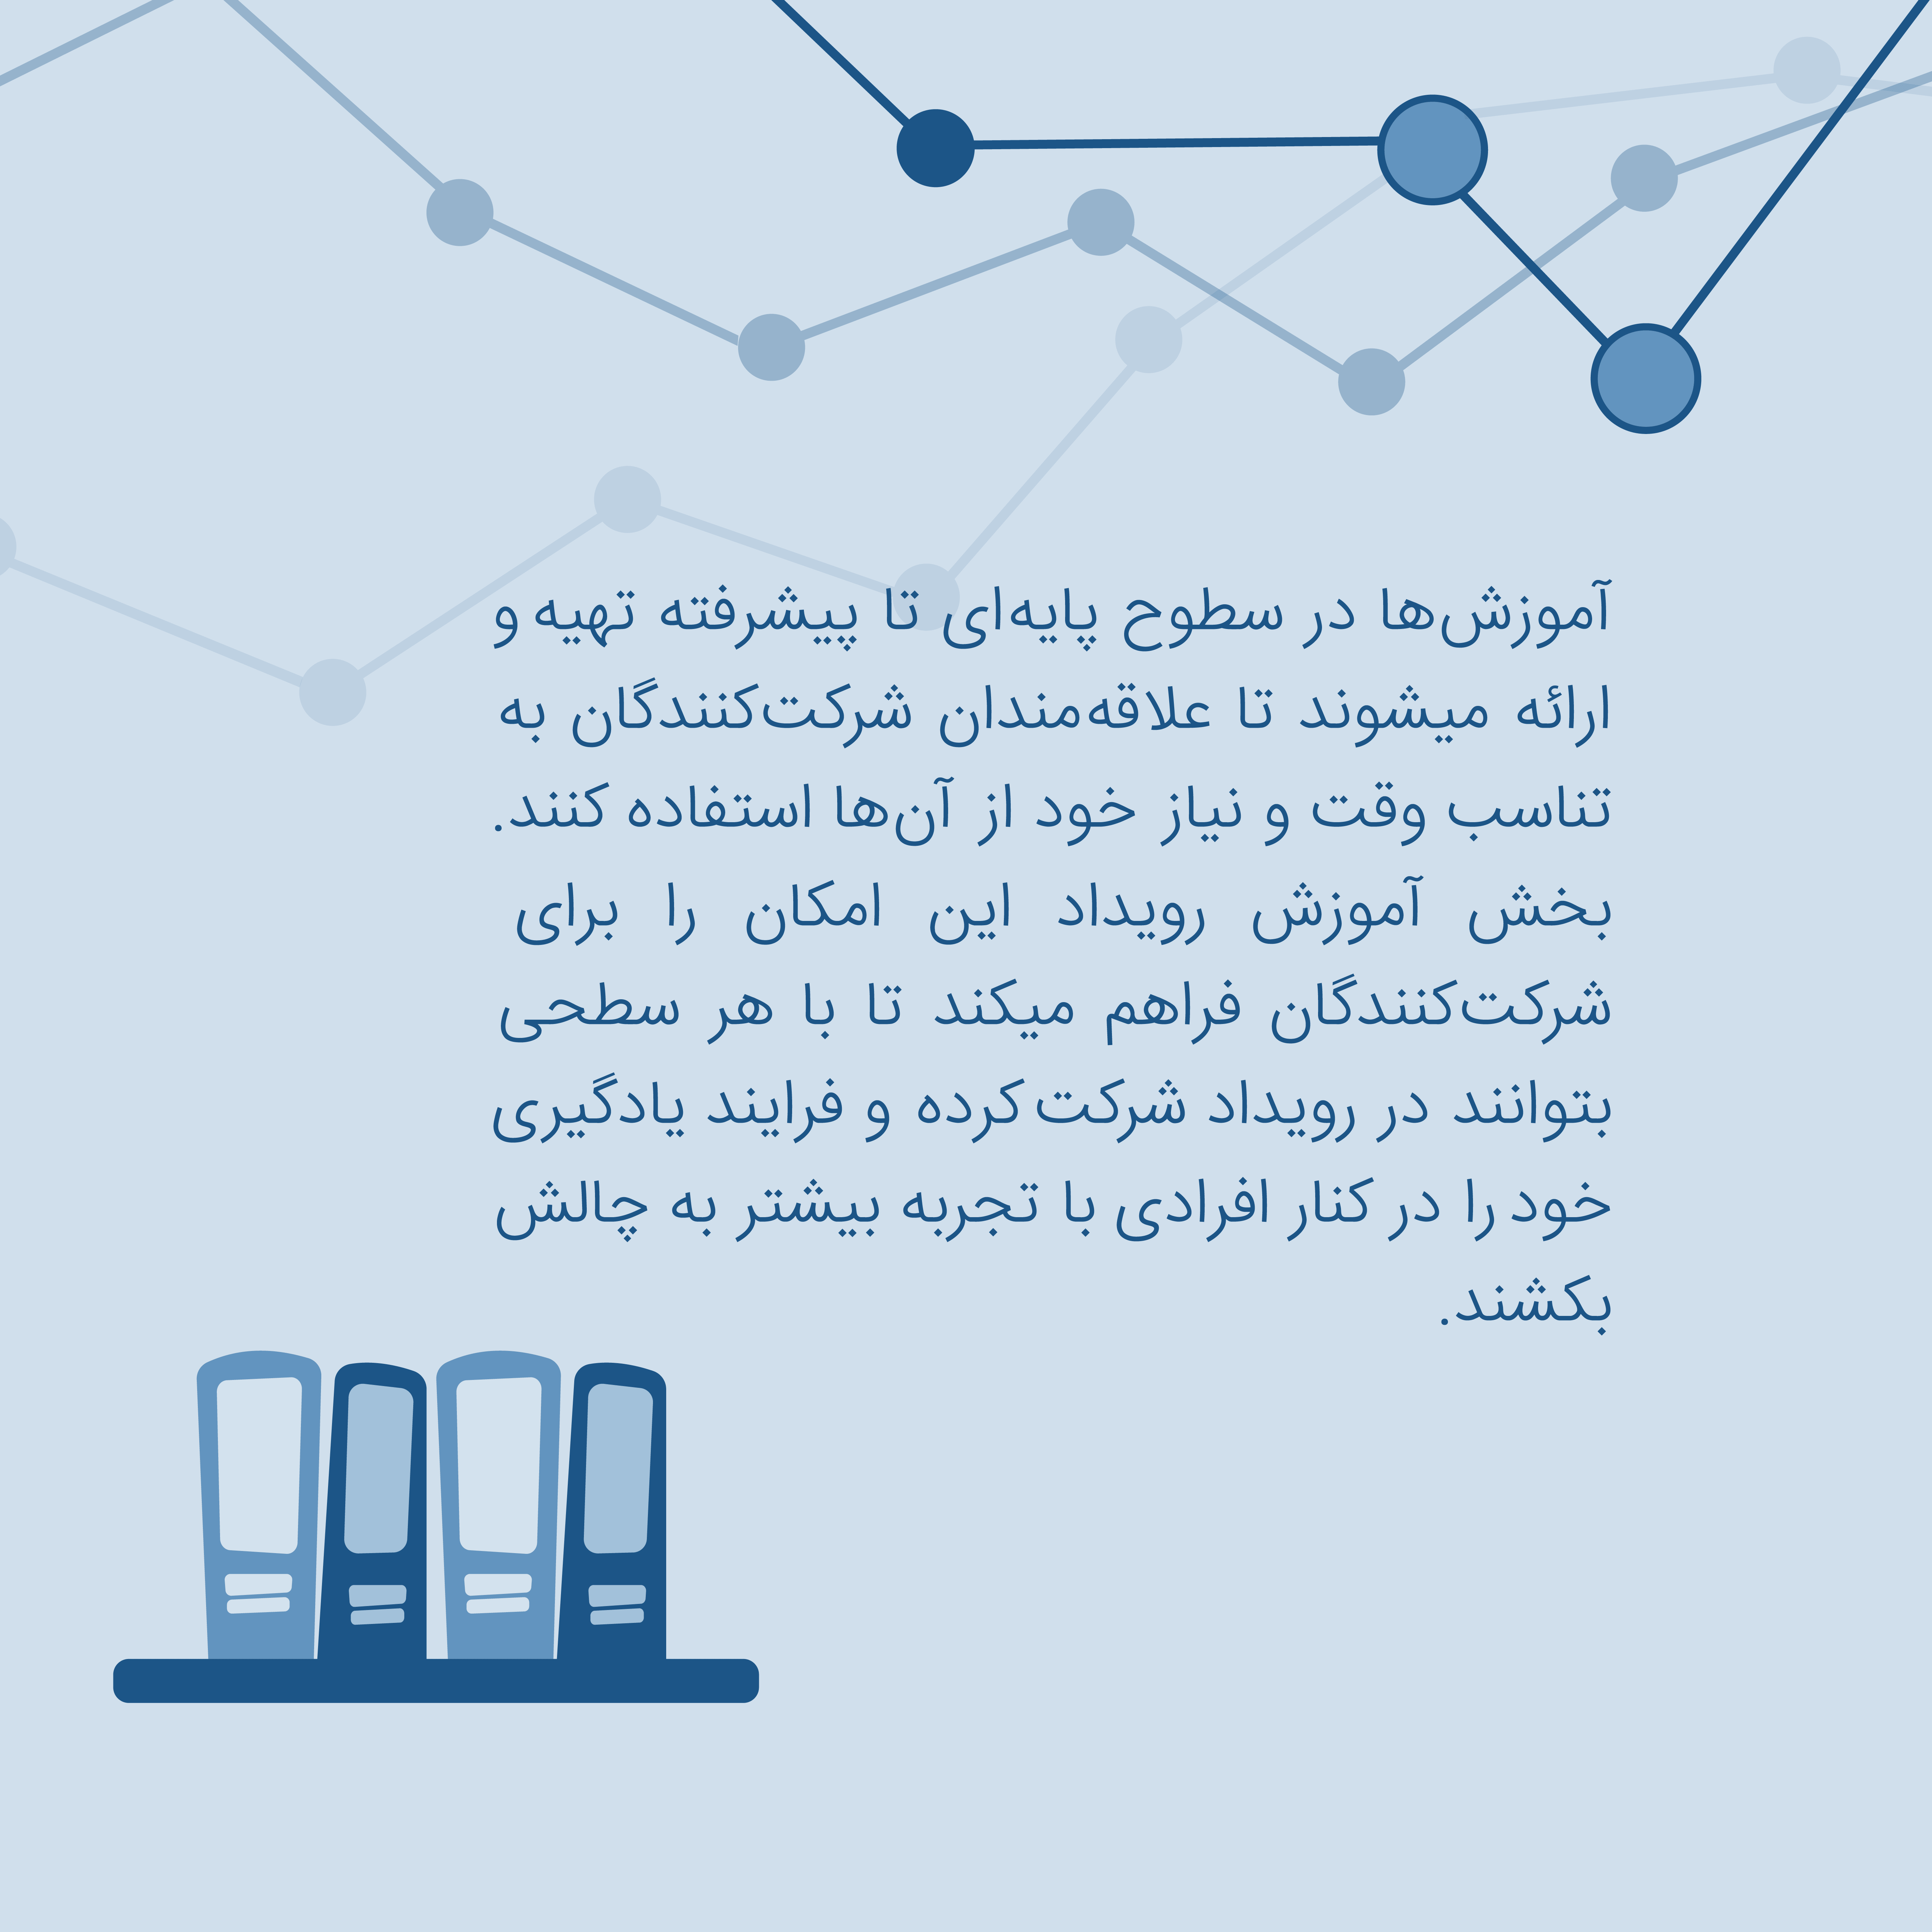 آموزش‌ها در سطوح پایه‌ای تا پیشرفته تهیه و
ارائه میشوند تا علاقه‌مندان شرکت‌کنندگان به
تناسب وقت و نیاز خود از آن‌ها استفاده کنند.
بخش آموزش رویداد این امکان را برای
شرکت‌کنندگان فراهم میکند تا با هر سطحی
بتوانند در رویداد شرکت کرده و فرایند یادگیری
خود را در کنار افرادی با تجربه بیشتر به چالش
بکشند.